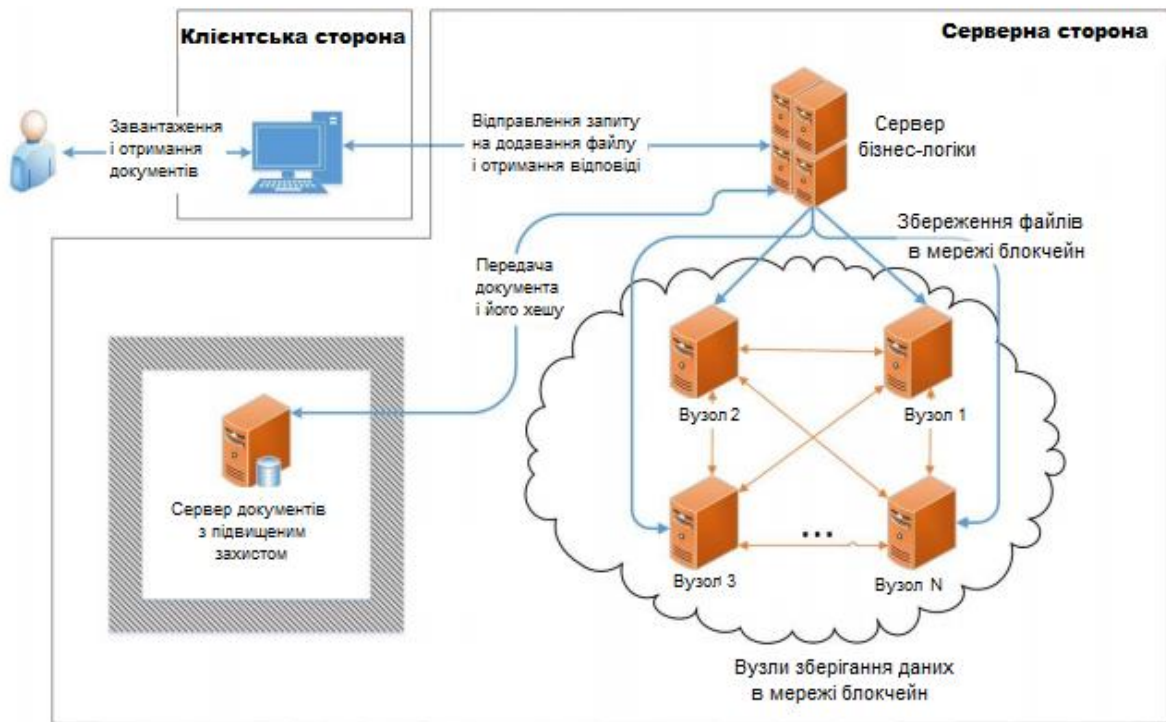 Клієнтська сторона
Серверна сторона
Завантаження
і отримання
документів
Відправлення запиту
на додавання файлу
і отримання відповіді
Сервер
бізнес-логіки
Збереження файлів
в мережі блокчейн
Передача
документа
і його хешу
Вузол 2
Вузол 1
Сервер документів
з підвищеним
захистом
...
Вузол 3
Вузол N
Вузли зберігання даних
в мережі блокчейн